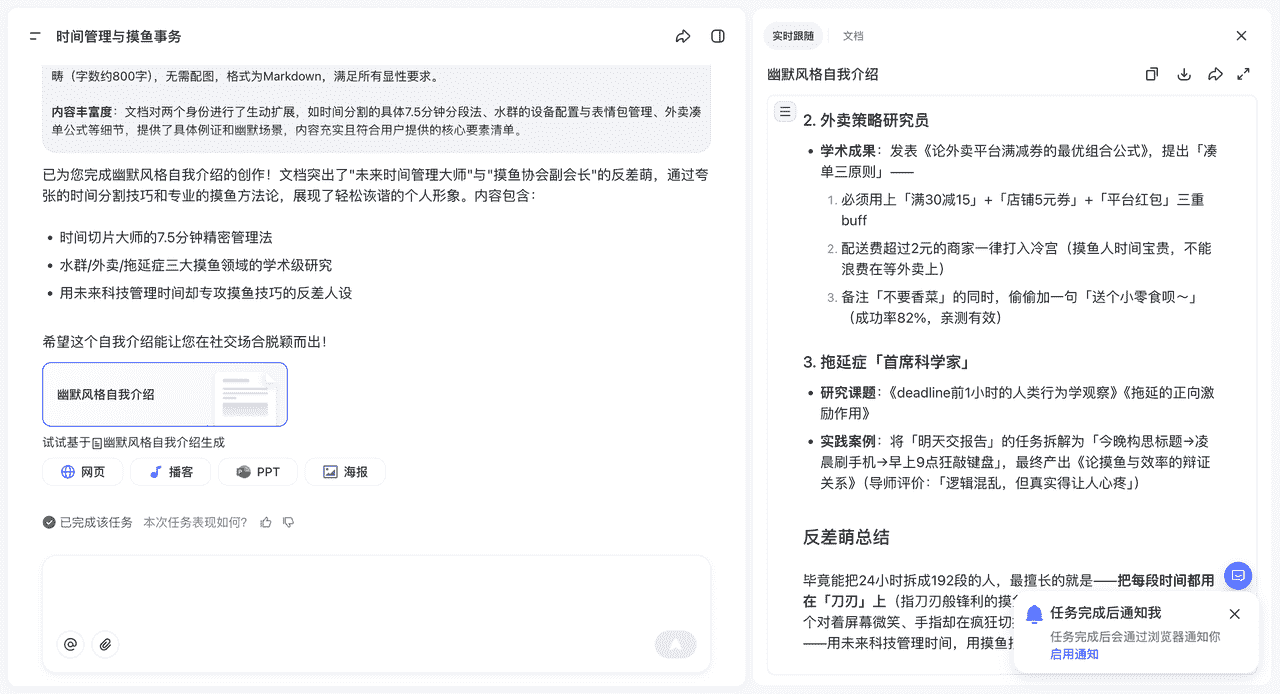 时间管理与摸鱼事务
畴（字数约800字），无需配图，格式为Markdown，满足所有显性要求。
内容丰富度：文档对两个身份进行了生动扩展，如时间分割的具体7.5分钟分段法、水群的设备配置与表情包管理、外卖凑
单公式等细节，提供了具体例证和幽默场景，内容充实且符合用户提供的核心要素清单。
已为您完成幽默风格自我介绍的创作！文档突出了"未来时间管理大师"与"摸鱼协会副会长"的反差萌，通过夸
张的时间分割技巧和专业的摸鱼方法论，展现了轻松诙谐的个人形象。内容包含：
• 时间切片大师的7.5分钟精密管理法
• 水群/外卖/拖延症三大摸鱼领域的学术级研究
• 用未来科技管理时间却专攻摸鱼技巧的反差人设
希望这个自我介绍能让您在社交场合脱颖而出！
幽默风格自我介绍
试试基于幽默风格自我介绍生成
网页
播客
PPT
海报
已完成该任务 本次任务表现如何？
实时跟随
文档
幽默风格自我介绍
2. 外卖策略研究员
• 学术成果：发表《论外卖平台满减券的最优组合公式》，提出「凑
单三原则」——
1. 必须用上「满30减15」+「店铺5元券」+「平台红包」三重
buff
2. 配送费超过2元的商家一律打入冷宫（摸鱼人时间宝贵，不能
浪费在等外卖上）
3. 备注「不要香菜」的同时，偷偷加一句「送个小零食呗～」
（成功率82%，亲测有效）
3. 拖延症「首席科学家」
• 研究课题：《deadline前1小时的人类行为学观察》《拖延的正向激
励作用》
• 实践案例：将「明天交报告」的任务拆解为「今晚构思标题→凌
晨刷手机→早上9点狂敲键盘」，最终产出《论摸鱼与效率的辩证
关系》（导师评价：「逻辑混乱，但真实得让人心疼」）
反差萌总结
毕竟能把24小时拆成192段的人，最擅长的就是——把每段时间都用
在「刀刃」上（指刀刃般锋利的摸
个对着屏幕微笑、手指却在疯狂切
——用未来科技管理时间，用摸鱼
任务完成后通知我
任务完成后会通过浏览器通知你
启用通知